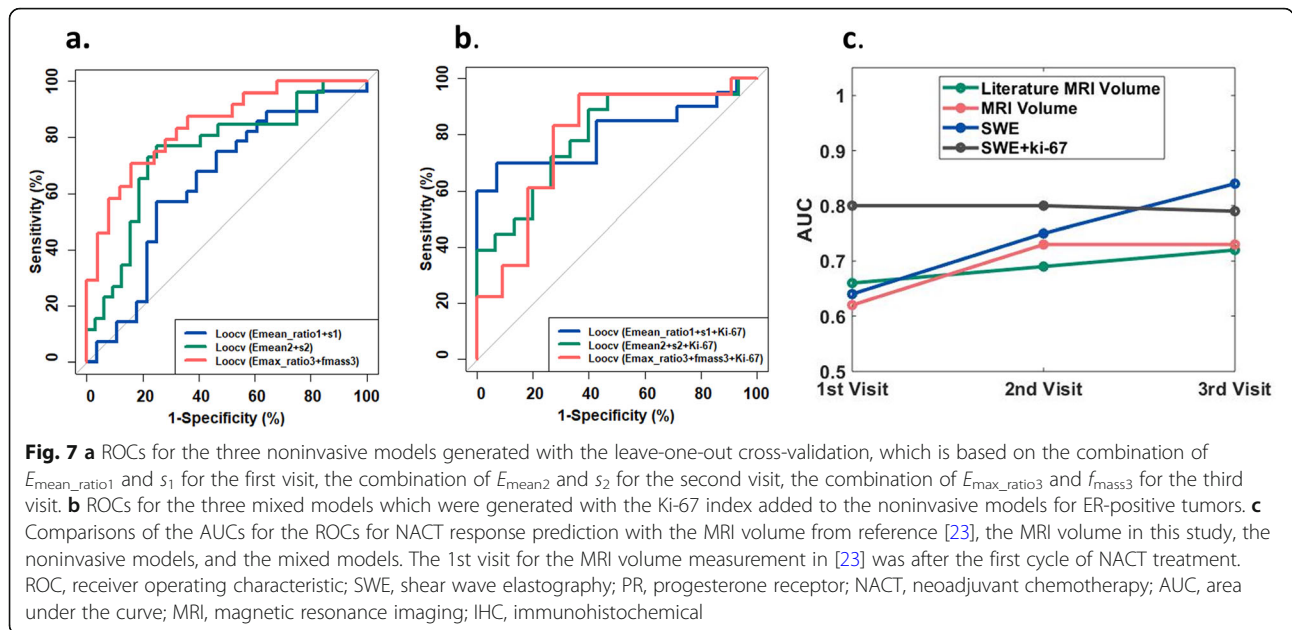 a.
100
80
60
40
20
0
Sensitivity (%)
Loocv (Emean_ratio1+s1)
Loocv (Emean2+s2)
Loocv (Emax_ratio3+fmass3)
0 20 40 60 80 100
1-Specificity (%)
b.
100
80
60
40
20
0
Sensitivity (%)
Loocv (Emean_ratio1+s1+Ki-67)
Loocv (Emean2+s2+Ki-67)
Loocv (Emax_ratio3+fmass3+Ki-67)
0 20 40 60 80 100
1-Specificity (%)
c.
Literature MRI Volume
MRI Volume
SWE
SWE+ki-67
1
0.9
0.8
0.7
0.6
0.5
AUC
1st Visit 2nd Visit 3rd Visit
Fig. 7 a ROCs for the three noninvasive models generated with the leave-one-out cross-validation, which is based on the combination of
Emean_ratio1 and s1 for the first visit, the combination of Emean2 and s2 for the second visit, the combination of Emax_ratio3 and fmass3 for the third
visit. b ROCs for the three mixed models which were generated with the Ki-67 index added to the noninvasive models for ER-positive tumors. c
Comparisons of the AUCs for the ROCs for NACT response prediction with the MRI volume from reference [23], the MRI volume in this study, the
noninvasive models, and the mixed models. The 1st visit for the MRI volume measurement in [23] was after the first cycle of NACT treatment.
ROC, receiver operating characteristic; SWE, shear wave elastography; PR, progesterone receptor; NACT, neoadjuvant chemotherapy; AUC, area
under the curve; MRI, magnetic resonance imaging; IHC, immunohistochemical